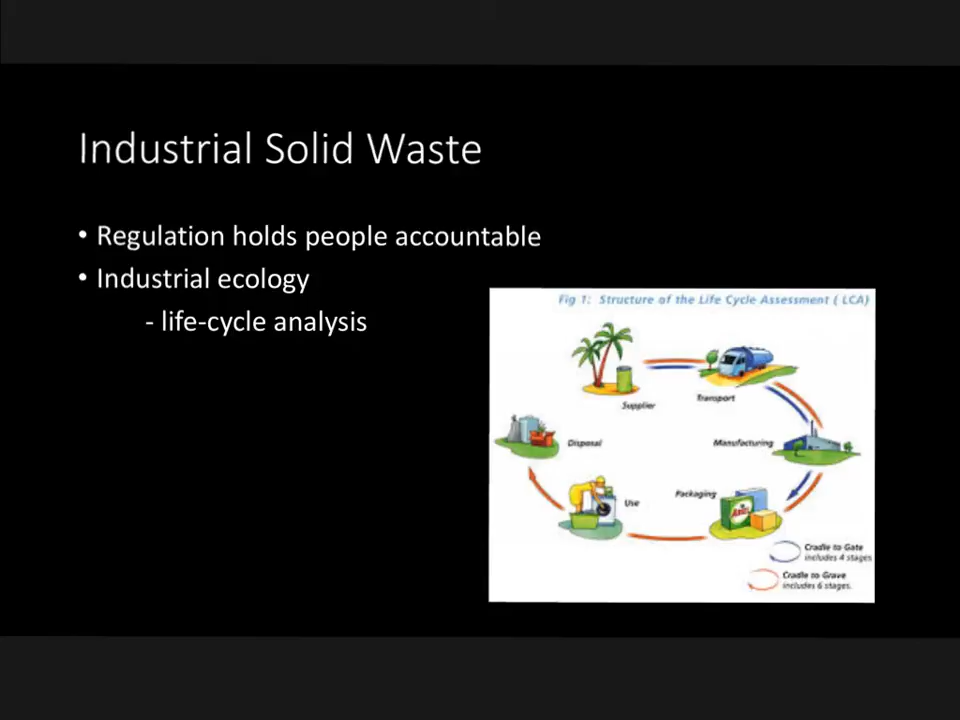 Industrial Solid Waste
• Regulation holds people accountable
• Industrial ecology
- life-cycle analysis
Fig 1: Structure of the Life Cycle Assessment ( LCA)
Supplier
Transport
Disposal
Manufacturing
Use
Packaging
Cradle to Gate
includes 4 stages
Cradle to Grave
includes 6 stages.